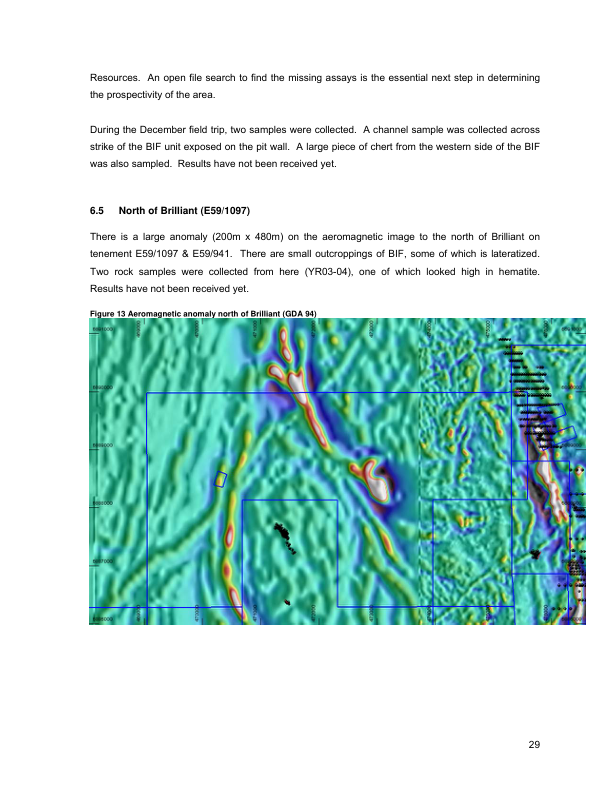 Resources. An open file search to find the missing assays is the essential next step in determining
the prospectivity of the area.
During the December field trip, two samples were collected. A channel sample was collected across
strike of the BIF unit exposed on the pit wall. A large piece of chert from the western side of the BIF
was also sampled. Results have not been received yet.
6.5 North of Brilliant (E59/1097)
There is a large anomaly (200m x 480m) on the aeromagnetic image to the north of Brilliant on
tenement E59/1097 & E59/941. There are small outcroppings of BIF, some of which is lateratized.
Two rock samples were collected from here (YR03-04), one of which looked high in hematite.
Results have not been received yet.
Figure 13 Aeromagnetic anomaly north of Brilliant (GDA 94)
29